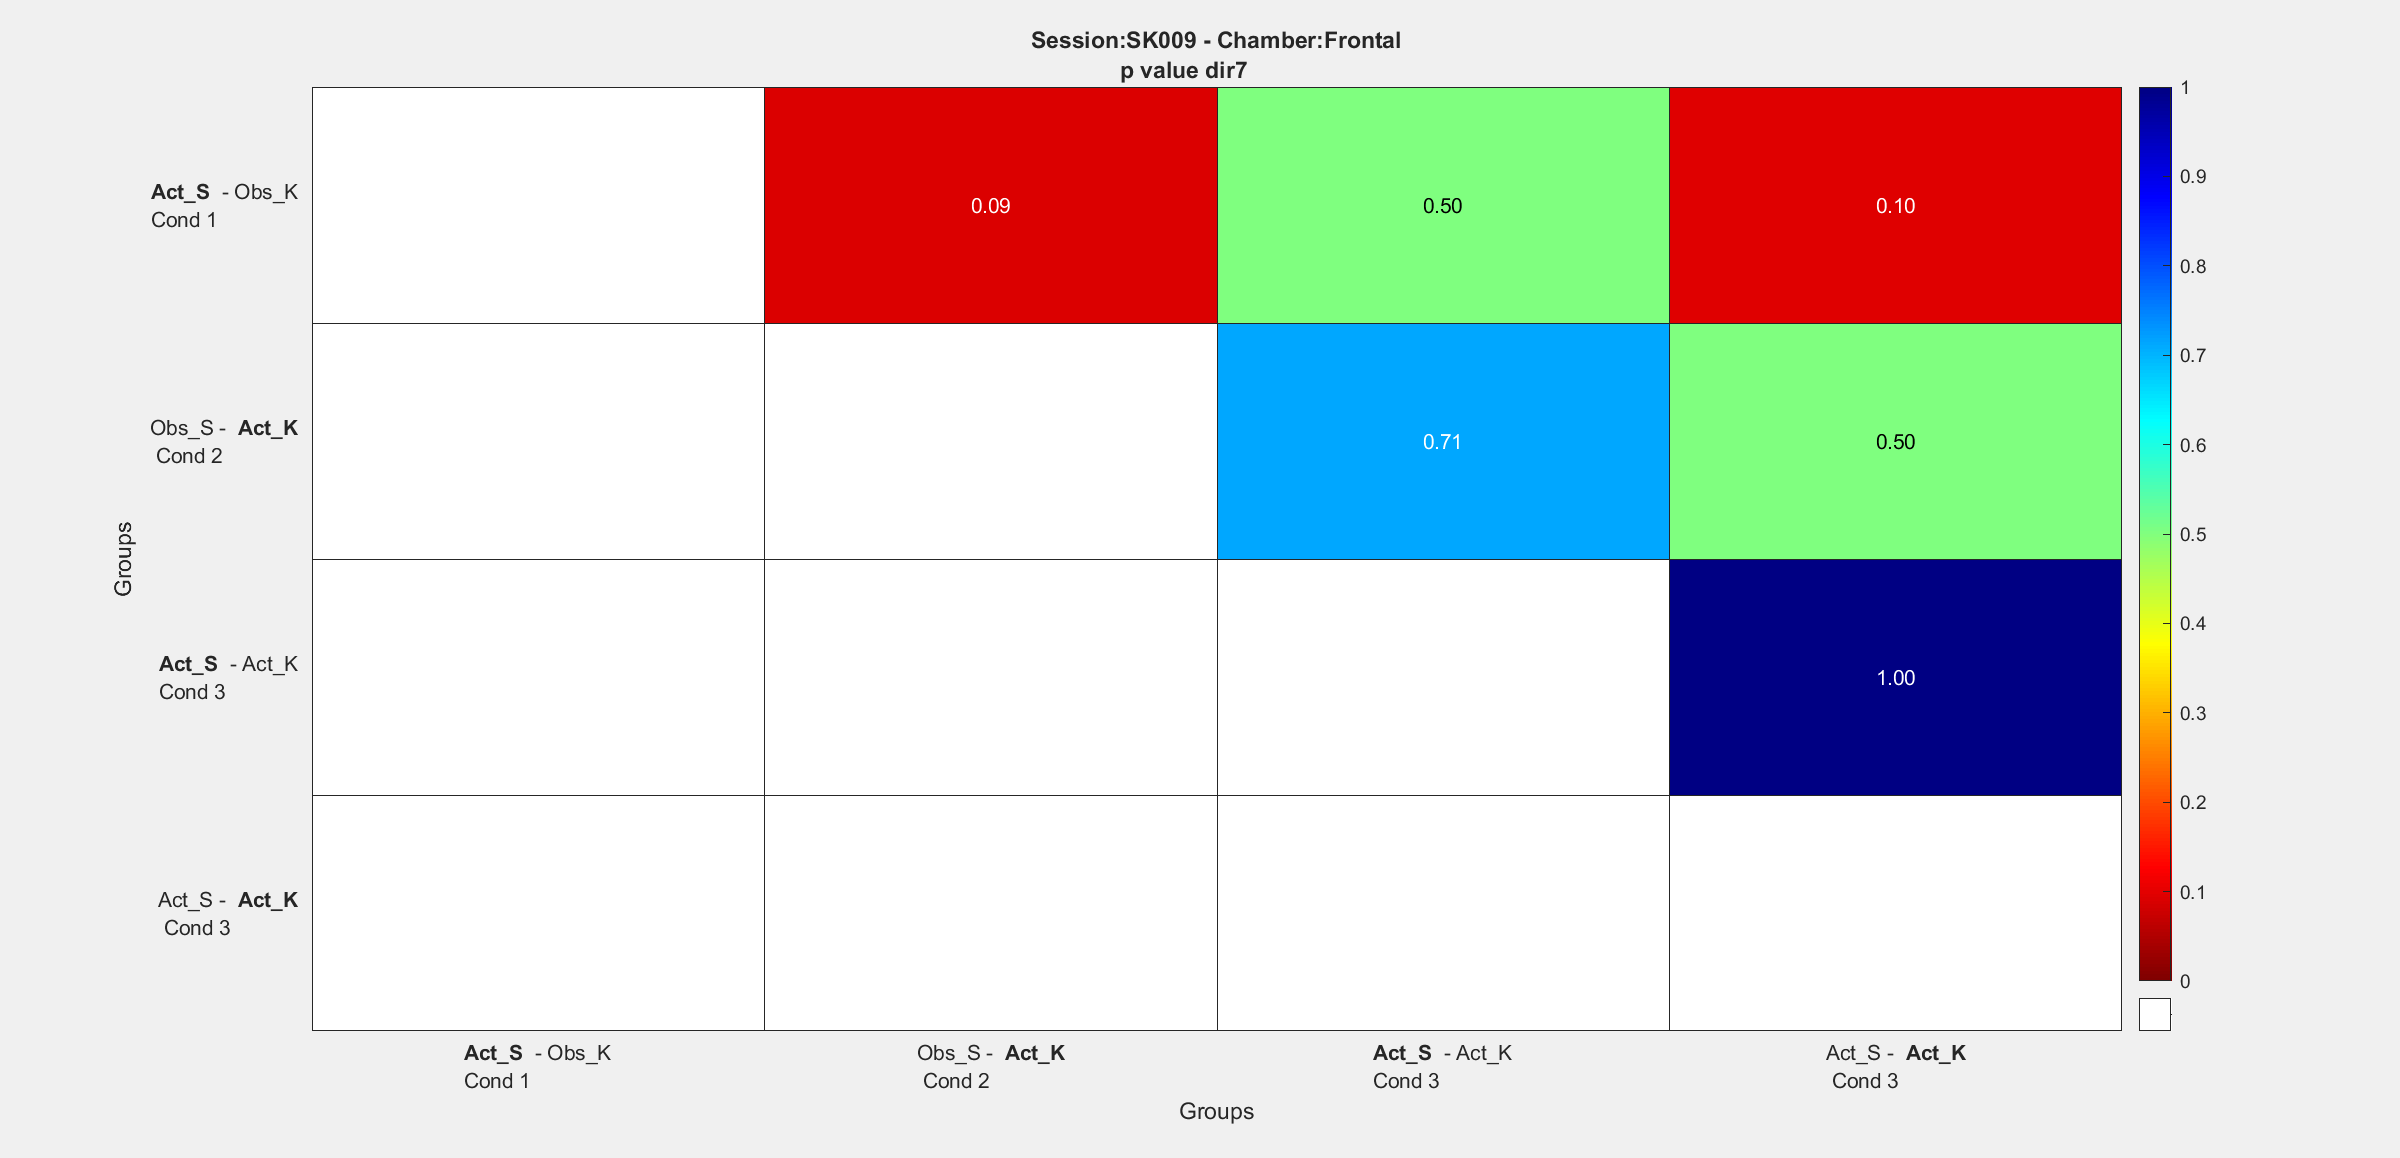 Session:SK009 - Chamber:Frontal
p value dir7
Act_S - Obs_K
Cond 1
0.09
0.50
0.10
Obs_S - Act_K
Cond 2
0.71
0.50
Act_S - Act_K
Cond 3
1.00
Act_S - Act_K
Cond 3
Groups
Act_S - Obs_K
Cond 1
Obs_S - Act_K
Cond 2
Act_S - Act_K
Cond 3
Act_S - Act_K
Cond 3
Groups
1
0.9
0.8
0.7
0.6
0.5
0.4
0.3
0.2
0.1
0